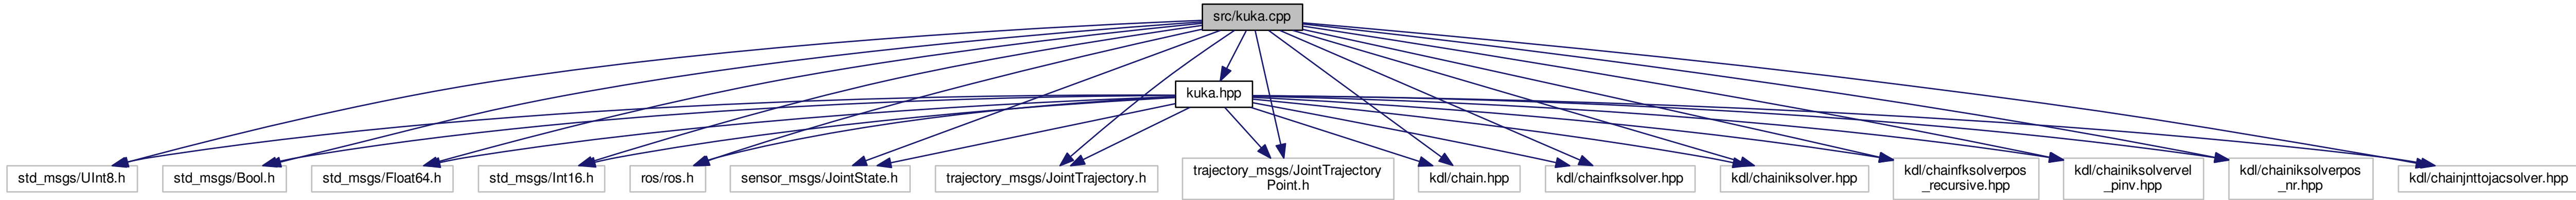 src/kuka.cpp
kuka.hpp
std_msgs/UInt8.h
std_msgs/Bool.h
std_msgs/Float64.h
std_msgs/Int16.h
ros/ros.h
sensor_msgs/JointState.h
trajectory_msgs/JointTrajectory.h
trajectory_msgs/JointTrajectory
Point.h
kdl/chain.hpp
kdl/chainfksolver.hpp
kdl/chainiksolver.hpp
kdl/chainfksolverpos
_recursive.hpp
kdl/chainiksolvervel
_pinv.hpp
kdl/chainiksolverpos
_nr.hpp
kdl/chainjnttojacsolver.hpp